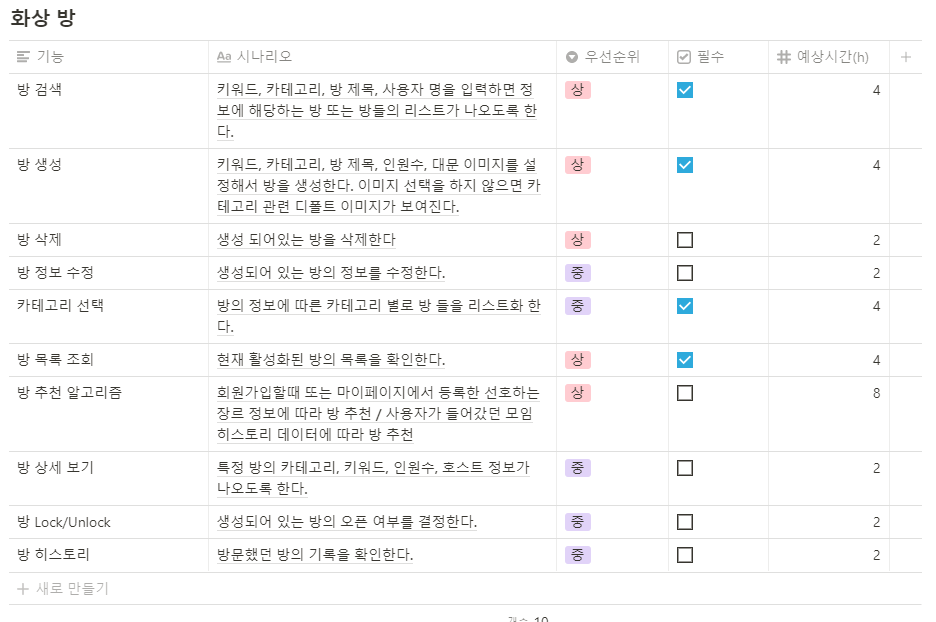 화상 방
기능 Aa 시나리오 우선순위 필수 예상시간(h)
방 검색 키워드, 카테고리, 방 제목, 사용자 명을 입력하면 정 상 4
보에 해당하는 방 또는 방들의 리스트가 나오도록 한
다.
방 생성 키워드, 카테고리, 방 제목, 인원수, 대문 이미지를 설 상 4
정해서 방을 생성한다. 이미지 선택을 하지 않으면 카
테고리 관련 디폴트 이미지가 보여진다.
방 삭제 생성 되어있는 방을 삭제한다 상 2
방 정보 수정 생성되어 있는 방의 정보를 수정한다. 중 2
카테고리 선택 방의 정보에 따른 카테고리 별로 방 들을 리스트화 한 중 4
다.
방 목록 조회 현재 활성화된 방의 목록을 확인한다. 상 4
방 추천 알고리즘 회원가입할때 또는 마이페이지에서 등록한 선호하는 상 8
장르 정보에 따라 방 추천 / 사용자가 들어갔던 모임
히스토리 데이터에 따라 방 추천
방 상세 보기 특정 방의 카테고리, 키워드, 인원수, 호스트 정보가 중 2
나오도록 한다.
방 Lock/Unlock 생성되어 있는 방의 오픈 여부를 결정한다. 중 2
방 히스토리 방문했던 방의 기록을 확인한다. 중 2
+ 새로 만들기
개수 10